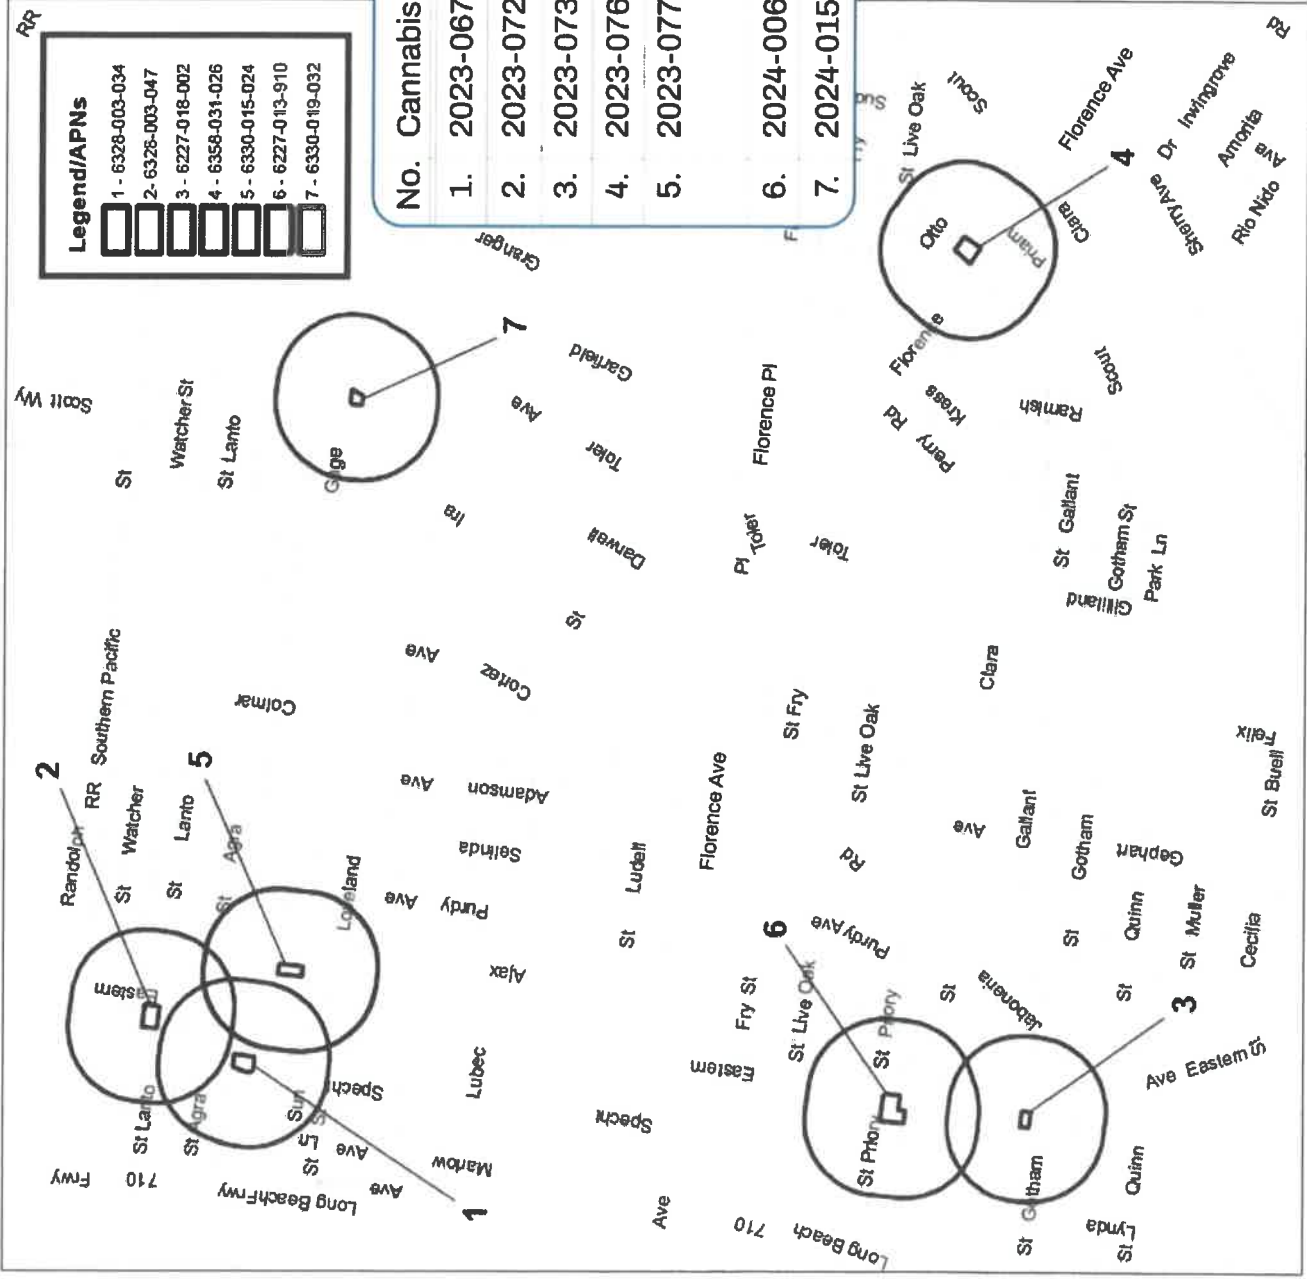 RR
Legend/APNs
1 - 6328-003-034
2 - 6328-003-047
3 - 6227-018-002
4 - 6358-031-026
5 - 6330-015-024
6 - 6227-013-910
7 - 6330-019-032
No. Cannabis
1. 2023-067
2. 2023-072
3. 2023-073
4. 2023-076
5. 2023-077
6. 2024-006
7. 2024-015
Scott Wy
St
Watcher St
St Lanto
Gage
7
Granger
Garfield
Ave
Toler
Ira
Darwell
St
Southern Pacific
RR
2
Randolph
5
St Watcher
St Lanto
St Agra
Colmar
Ave
Cortez
Ave
Adamson
Selinda
Ave
Purdy
Loveland
Ajax
Eastern
St Lanto
St Agra
Sun
Specht
St Ln
Ave
Frwy
710
Long Beach Frwy
Ave
Marlow
1
Lubec
Specht
St Ludell
Florence Ave
Florence Pl
Pl Toler
Toler
St Fry
St Live Oak
Rd
Ave
Clara
Gallant
St Gotham
Gephart
St Quinn
St Muller
Cecilia
St Buell
Felix
Purdy Ave
6
Fry St
St Live Oak
Eastern
St Priory
St Priory
St
Jaboneria
3
Ave Eastern St
Quinn
St Gotham
St Lynda
Ave
710
Long Beach
St Live Oak
Scout
Florence Ave
Rd
Irvingrove
Dr
Amorita
Ave
Rio Nido
Sherry Ave
4
Otto
Priam
Clara
Florence
Kress
Rd
Perry
Ramish
Scout
St Gallant
Gotham St
Park Ln
Gilliland